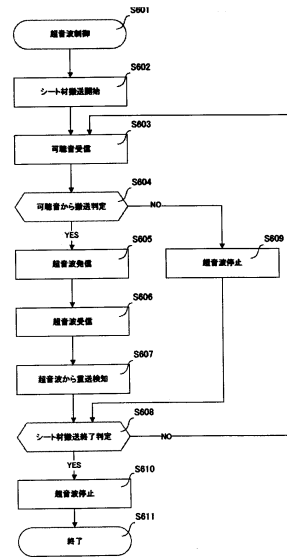 S601
超音波制御
S602
シート材搬送開始
S603
可聴音受信
S604
可聴音から搬送判定
NO
YES
S605
超音波発信
S609
超音波停止
S606
超音波受信
S607
超音波から重送検知
S608
シート材搬送終了判定
NO
YES
S610
超音波停止
S611
終了